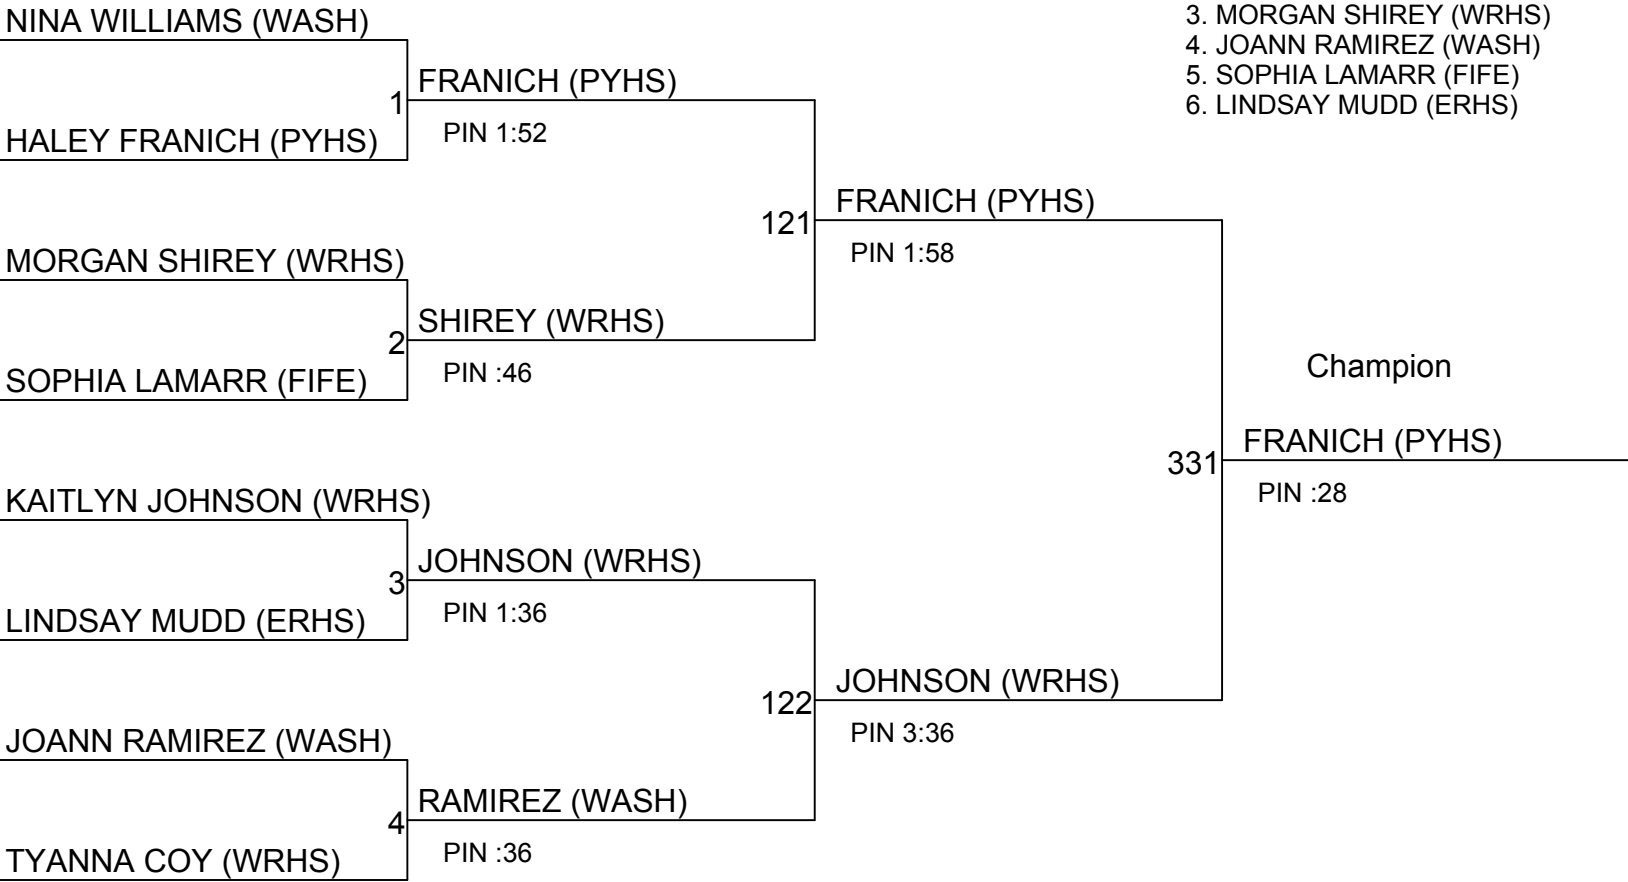 NINA WILLIAMS (WASH)
3. MORGAN SHIREY (WRHS)
4. JOANN RAMIREZ (WASH)
5. SOPHIA LAMARR (FIFE)
6. LINDSAY MUDD (ERHS)
FRANICH (PYHS)
1
PIN 1:52
HALEY FRANICH (PYHS)
FRANICH (PYHS)
121
PIN 1:58
MORGAN SHIREY (WRHS)
SHIREY (WRHS)
2
PIN :46
SOPHIA LAMARR (FIFE)
Champion
FRANICH (PYHS)
331
PIN :28
KAITLYN JOHNSON (WRHS)
JOHNSON (WRHS)
3
PIN 1:36
LINDSAY MUDD (ERHS)
JOHNSON (WRHS)
122
PIN 3:36
JOANN RAMIREZ (WASH)
RAMIREZ (WASH)
4
PIN :36
TYANNA COY (WRHS)